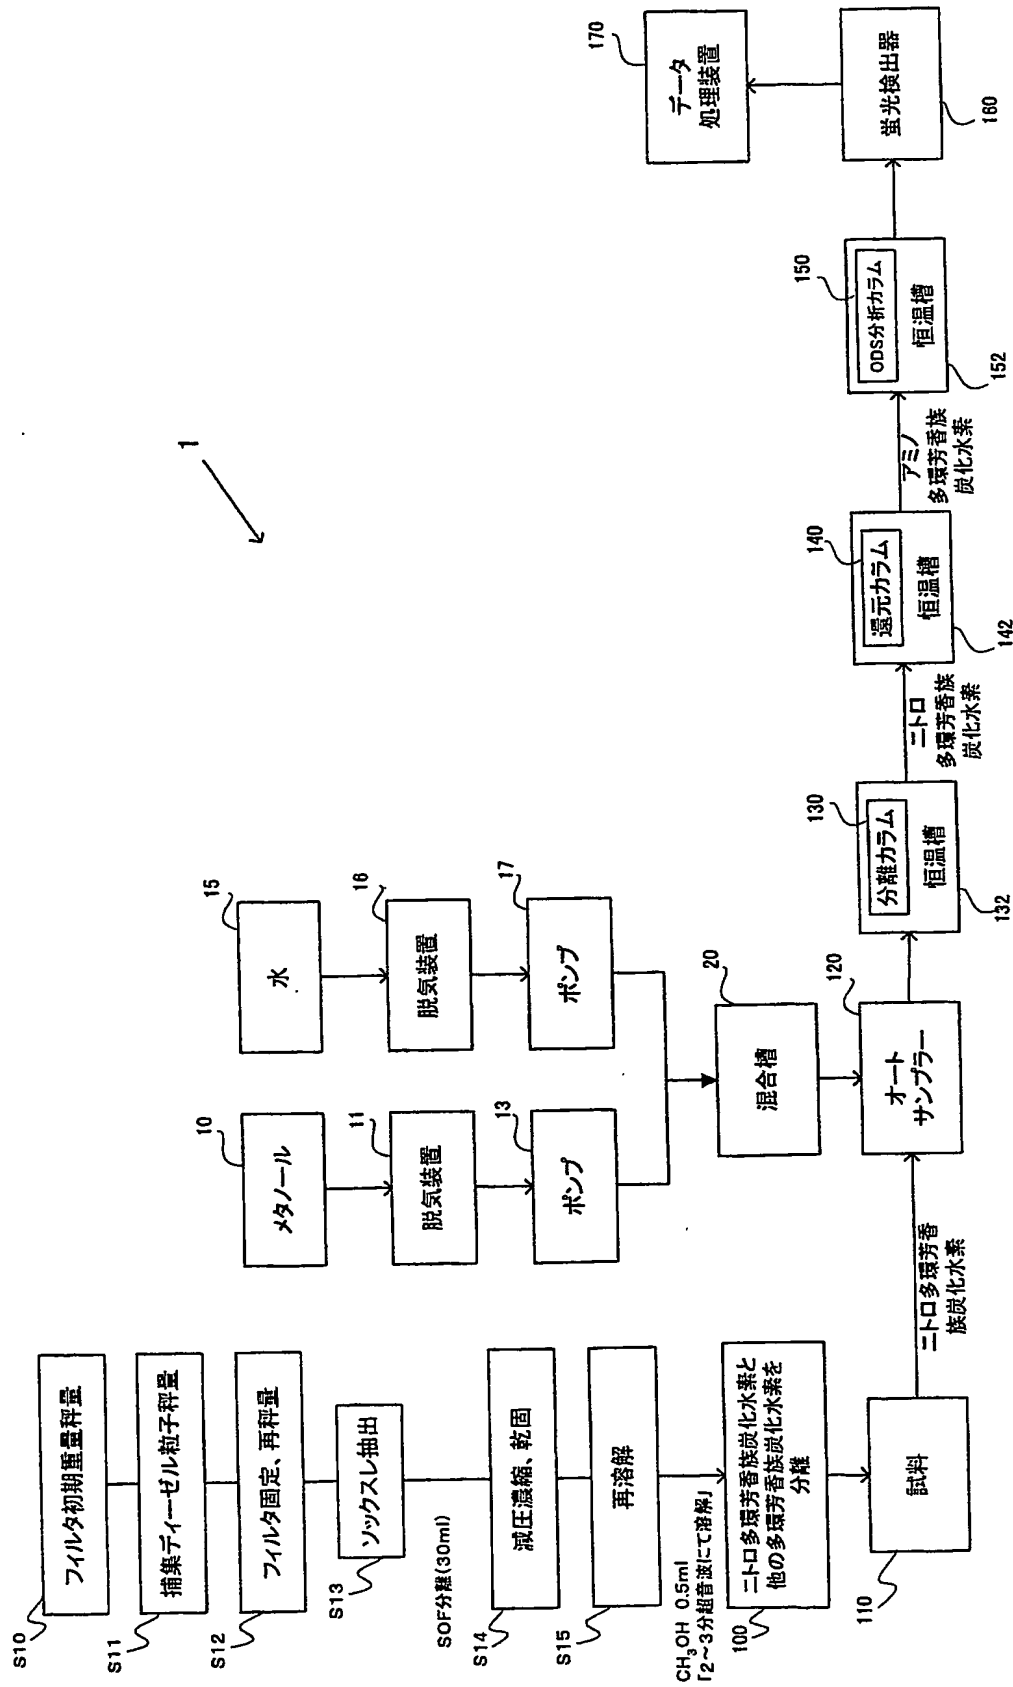 1
S10
フィルタ初期重量秤量
S11
捕集ディーゼル粒子秤量
S12
フィルタ固定、再秤量
S13
ソックスレ抽出
SOF分離(30ml)
S14
減圧濃縮、乾固
S15
再溶解
CH₃OH 0.5ml
「2～3分超音波にて溶解」
100
ニトロ多環芳香族炭化水素と
他の多環芳香族炭化水素を
分離
110
試料
ニトロ多環芳香
族炭化水素
10
メタノール
11
脱気装置
13
ポンプ
15
水
16
脱気装置
17
ポンプ
20
混合槽
120
オート
サンプラー
130
分離カラム
恒温槽
132
ニトロ
多環芳香族
炭化水素
140
還元カラム
恒温槽
142
アミノ
多環芳香族
炭化水素
150
ODS分析カラム
恒温槽
152
蛍光検出器
160
170
データ
処理装置